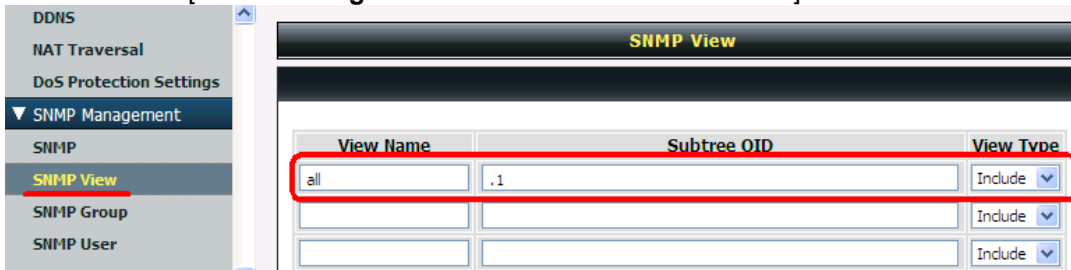 DDNS
NAT Traversal
DoS Protection Settings
SNMP Management
SNMP
SNMP View
SNMP Group
SNMP User
SNMP View
View Name Subtree OID View Type
all .1 Include
Include
Include